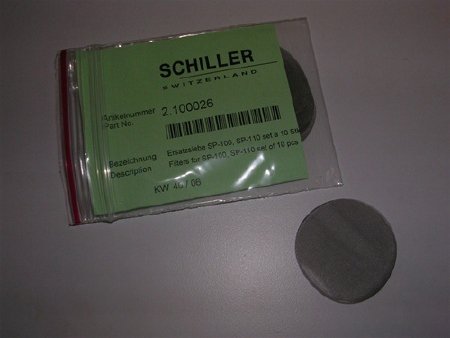 SCHILLER
SWITZERLAND
Artikelnummer
Part No.
2.100026
Bezeichnung Ersatzsiebe SP-100, SP-110 set à 10 Stk
Description Filters for SP-100, SP-110 set of 10 pcs
KW 40 / 06